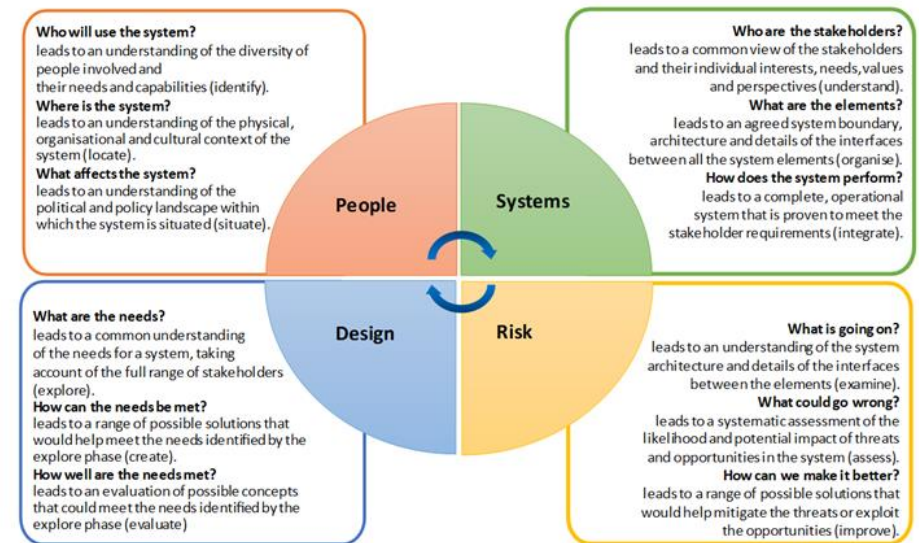 Who will use the system?
leads to an understanding of the diversity of
people involved and
their needs and capabilities (identify).
Where is the system?
leads to an understanding of the physical,
organisational and cultural context of the
system (locate).
What affects the system?
leads to an understanding of the
political and policy landscape within
which the system is situated (situate).
Who are the stakeholders?
leads to a common view of the stakeholders
and their individual interests, needs, values
and perspectives (understand).
What are the elements?
leads to an agreed system boundary,
architecture and details of the interfaces
between all the system elements (organise).
How does the system perform?
leads to a complete, operational
system that is proven to meet the
stakeholder requirements (integrate).
People
Systems
Design
Risk
What are the needs?
leads to a common understanding
of the needs for a system, taking
account of the full range of stakeholders
(explore).
How can the needs be met?
leads to a range of possible solutions that
would help meet the needs identified by the
explore phase (create).
How well are the needs met?
leads to an evaluation of possible concepts
that could meet the needs identified by the
explore phase (evaluate)
What is going on?
leads to an understanding of the system
architecture and details of the interfaces
between the elements (examine).
What could go wrong?
leads to a systematic assessment of the
likelihood and potential impact of threats
and opportunities in the system (assess).
How can we make it better?
leads to a range of possible solutions that
would help mitigate the threats or exploit
the opportunities (improve).